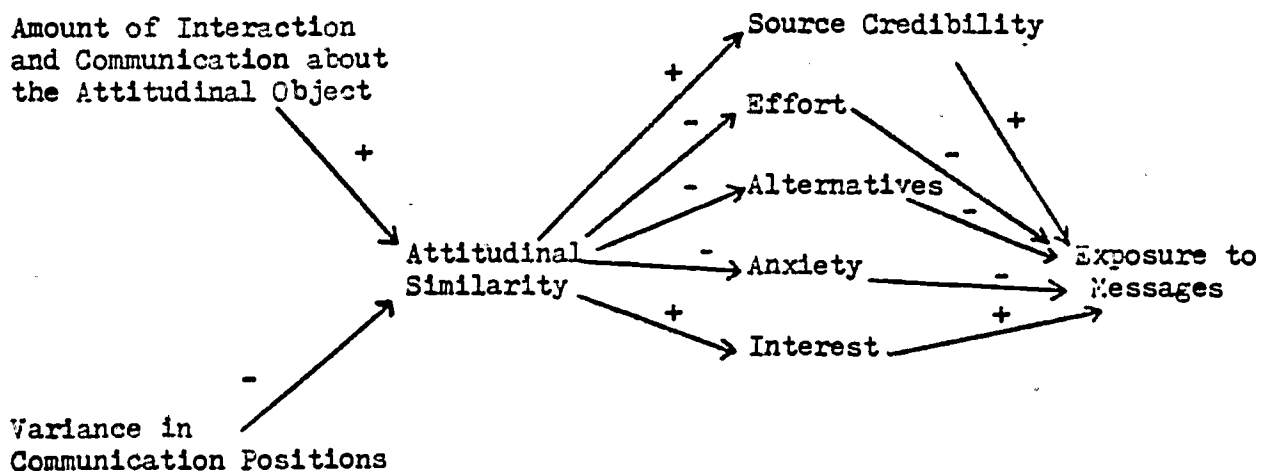 Amount of Interaction
and Communication about
the Attitudinal Object
+
Source Credibility
+
+
Effort
-
-
Alternatives
-
-
Attitudinal
Similarity
Anxiety
-
-
Exposure to
Messages
Interest
+
+
-
Variance in
Communication Positions